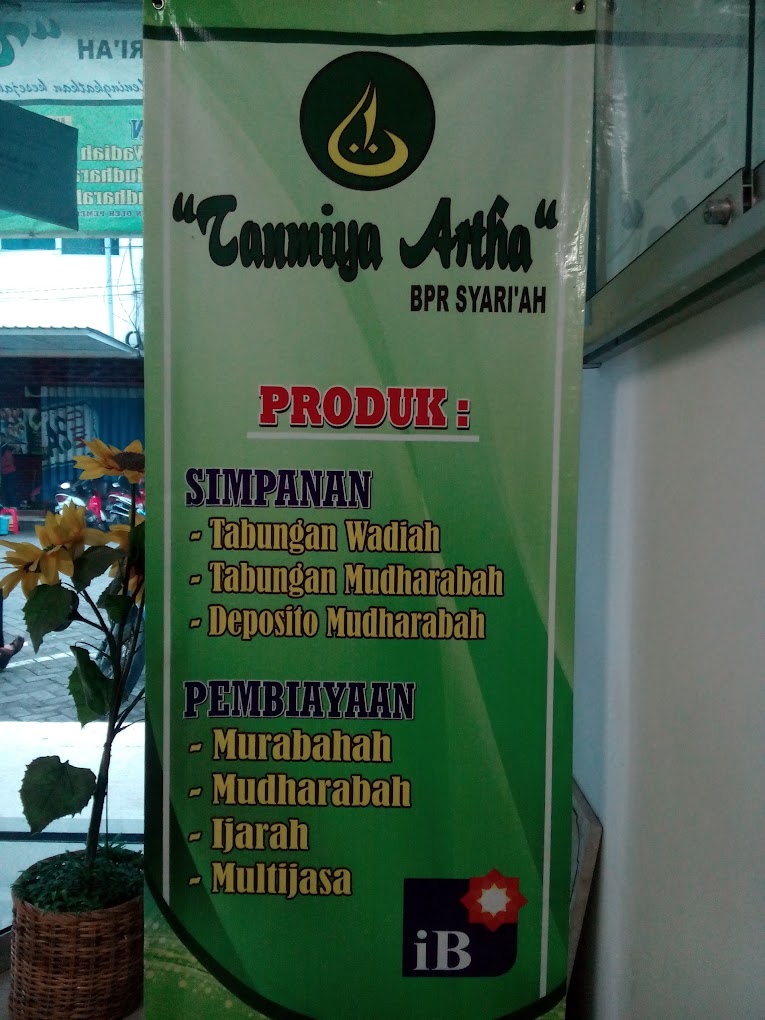 "Tanmiya Artha"
BPR SYARI'AH
PRODUK :
SIMPANAN
- Tabungan Wadiah
- Tabungan Mudharabah
- Deposito Mudharabah
PEMBIAYAAN
- Murabahah
- Mudharabah
- Ijarah
- Multijasa
iB